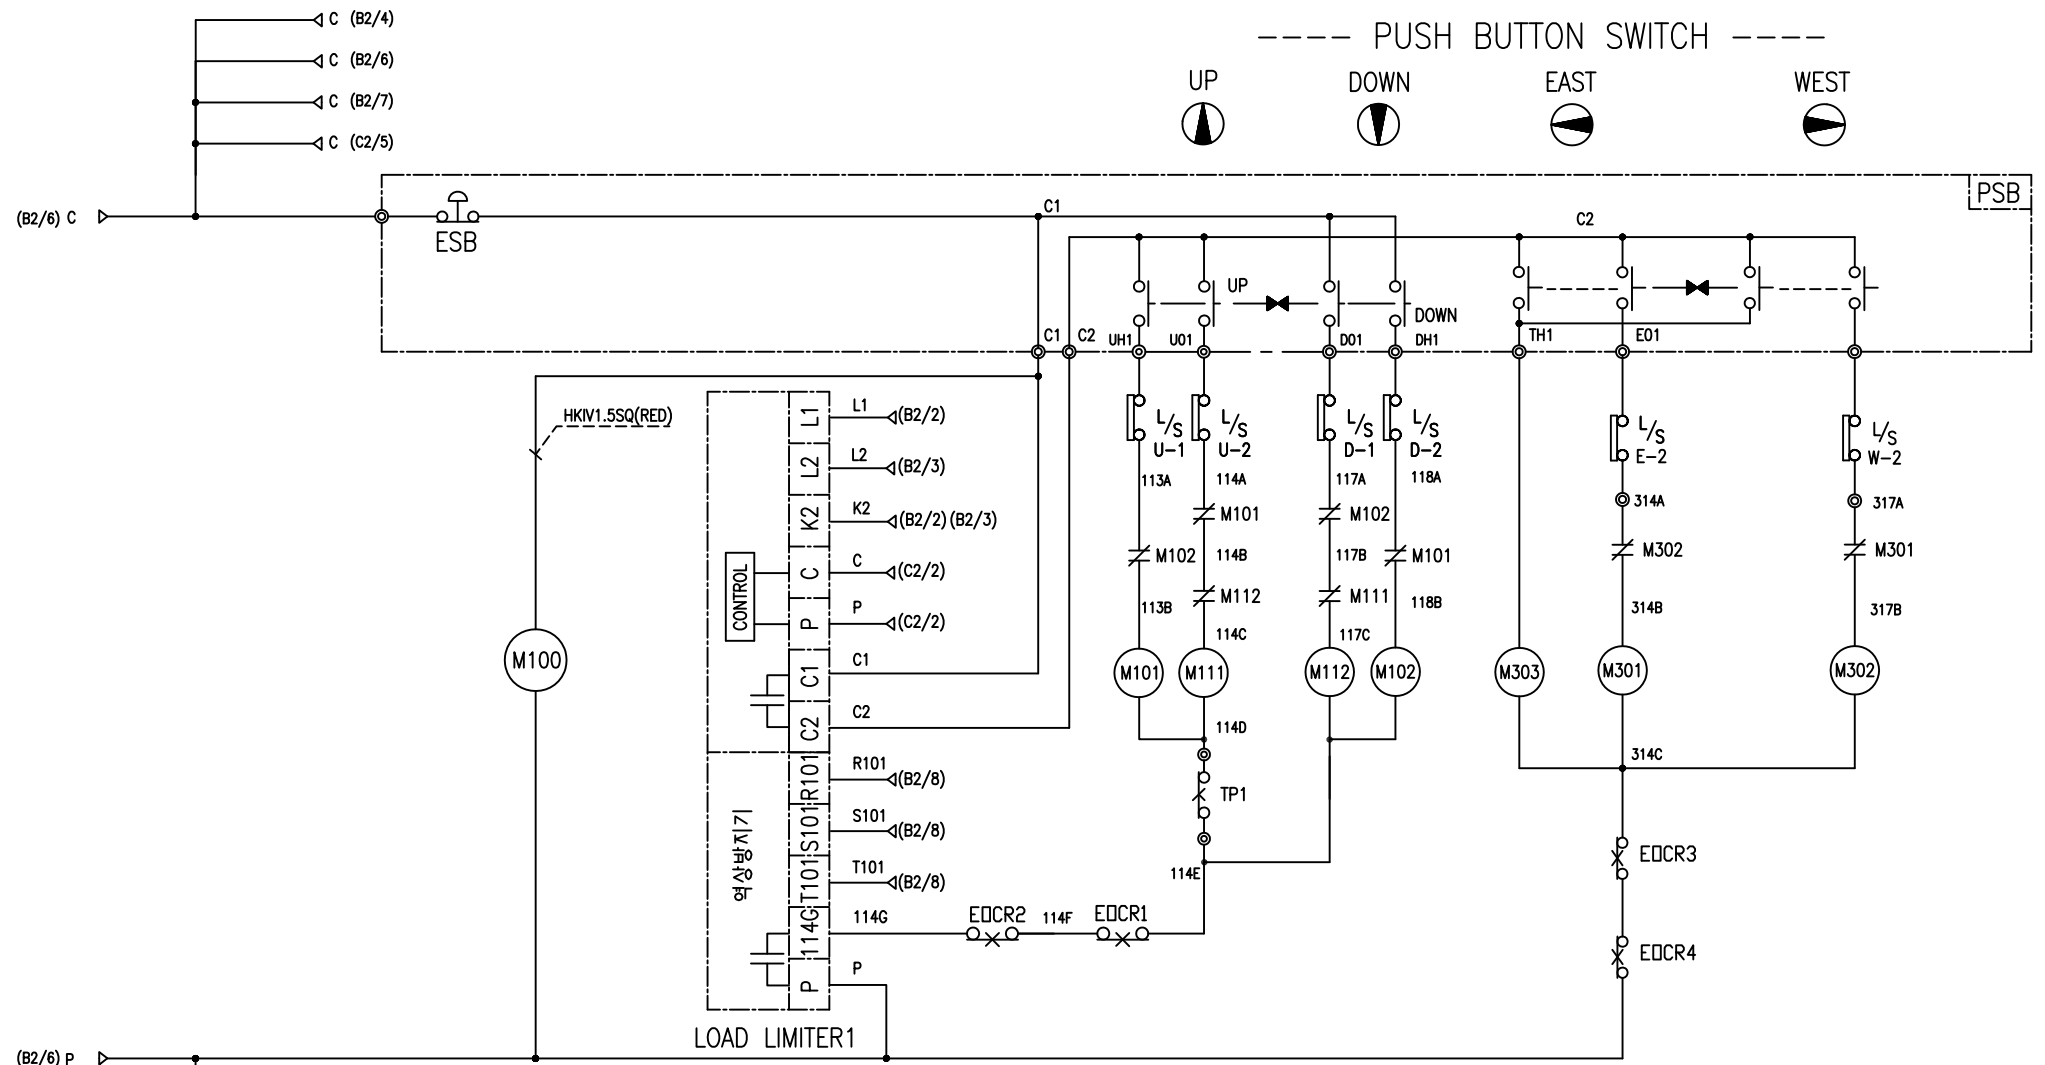 C (B2/4)
---- PUSH BUTTON SWITCH ----
C (B2/6)
UP DOWN EAST WEST
C (B2/7)
C (C2/5)
PSB
(B2/6) C
ESB
C1
C2
UP
DOWN
C1 C2 UH1 U01 D01 DH1 TH1 E01
HKIV1.5SQ(RED)
L1 L1 (B2/2)
L2 L2 (B2/3)
K2 K2 (B2/2)(B2/3)
CONTROL
C C (C2/2)
P P (C2/2)
C1 C1
C2 C2
R101 R101 (B2/8)
S101 S101 (B2/8)
T101 T101 (B2/8)
역상방지기
114G 114G
P P
LOAD LIMITER1
L/S U-1
L/S U-2
L/S D-1
L/S D-2
L/S E-2
L/S W-2
113A 114A 117A 118A 314A 317A
M101 M102
M102 114B 117B M101 M302 M301
M112 M111
113B 118B 314B 317B
114C 117C
M100 M101 M111 M112 M102 M303 M301 M302
114D
314C
TP1
EOCR3
114E
EOCR2 114F EOCR1
EOCR4
(B2/6) P